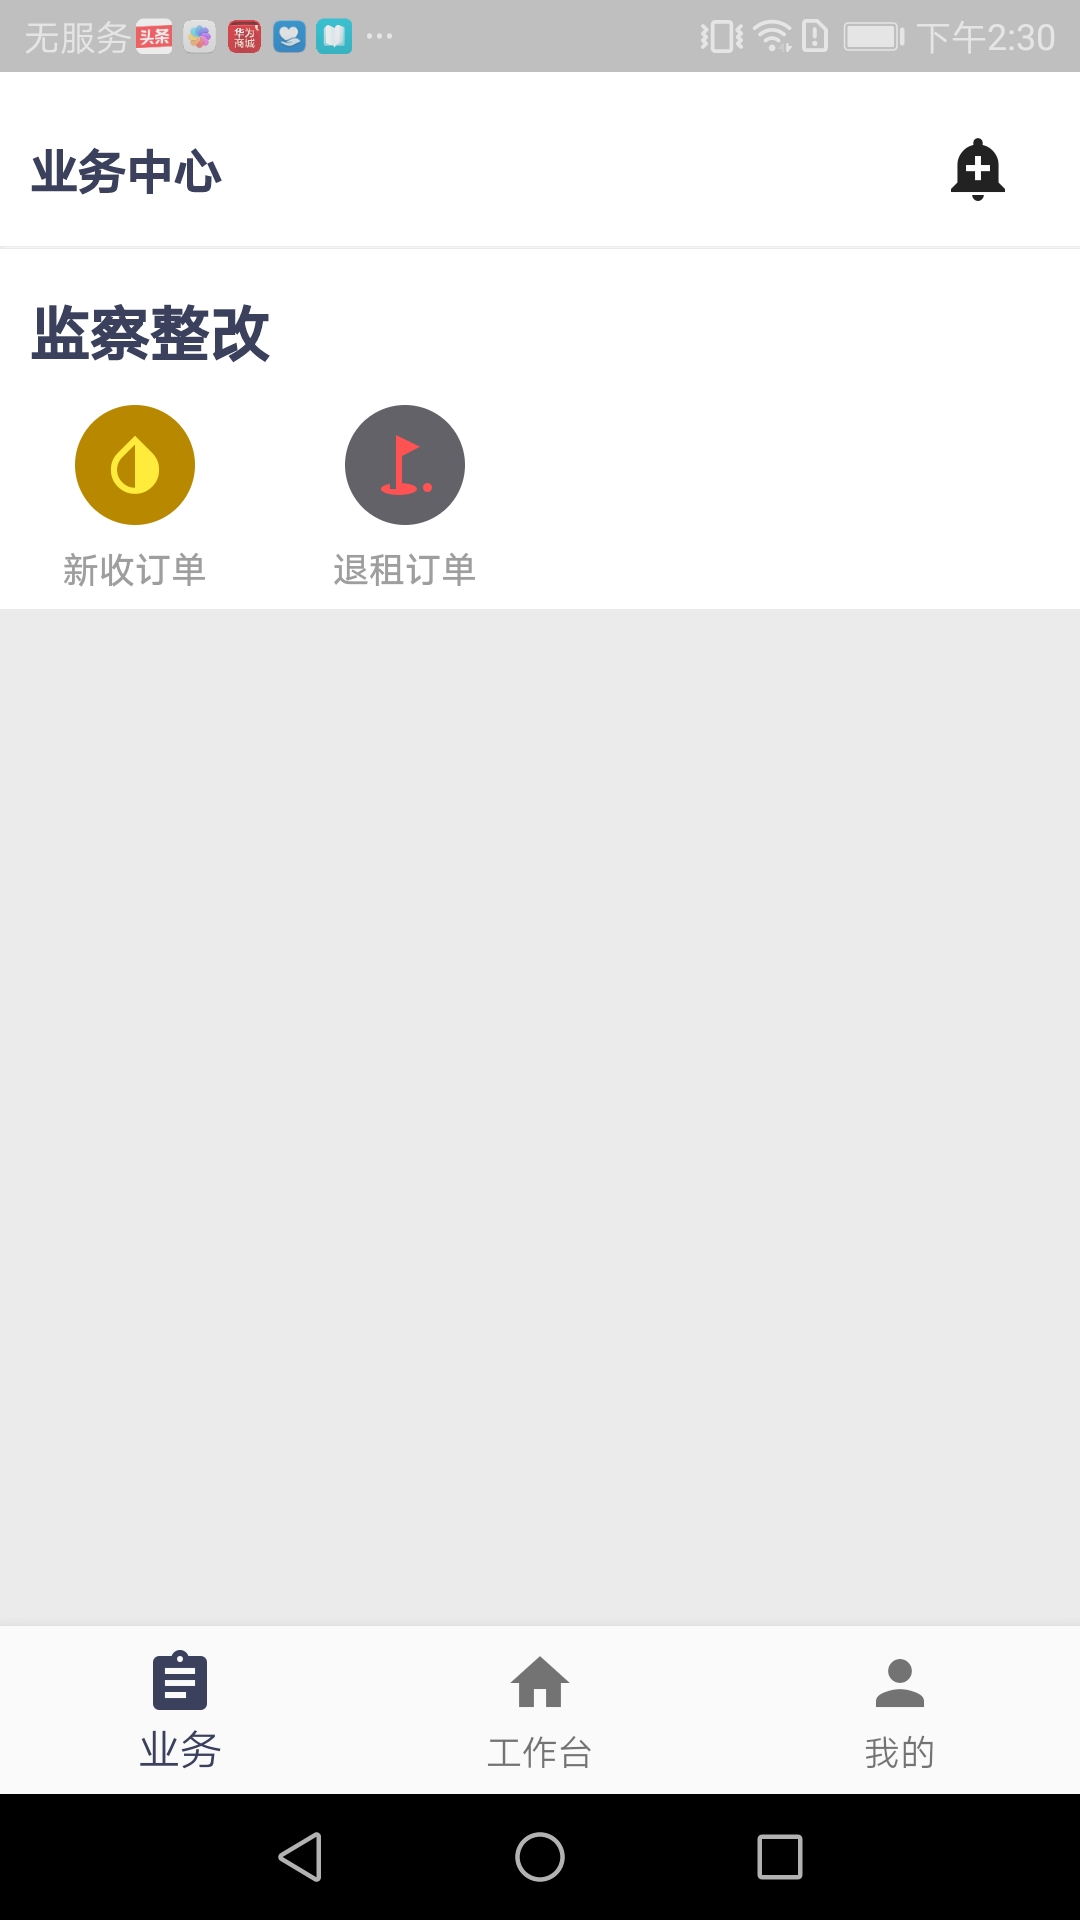 无服务 头条 华为商城 下午2:30
业务中心
监察整改
新收订单 退租订单
业务 工作台 我的